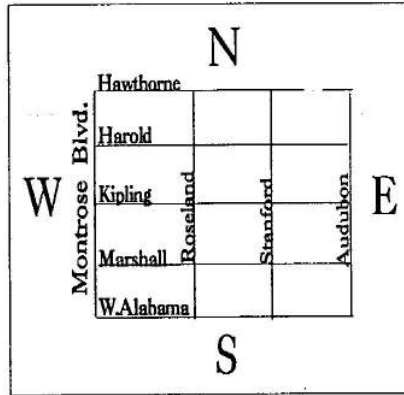 N
Hawthorne
Harold
Montrose Blvd.
W
Kipling
Roseland
Stanford
Audubon
E
Marshall
W.Alabama
S